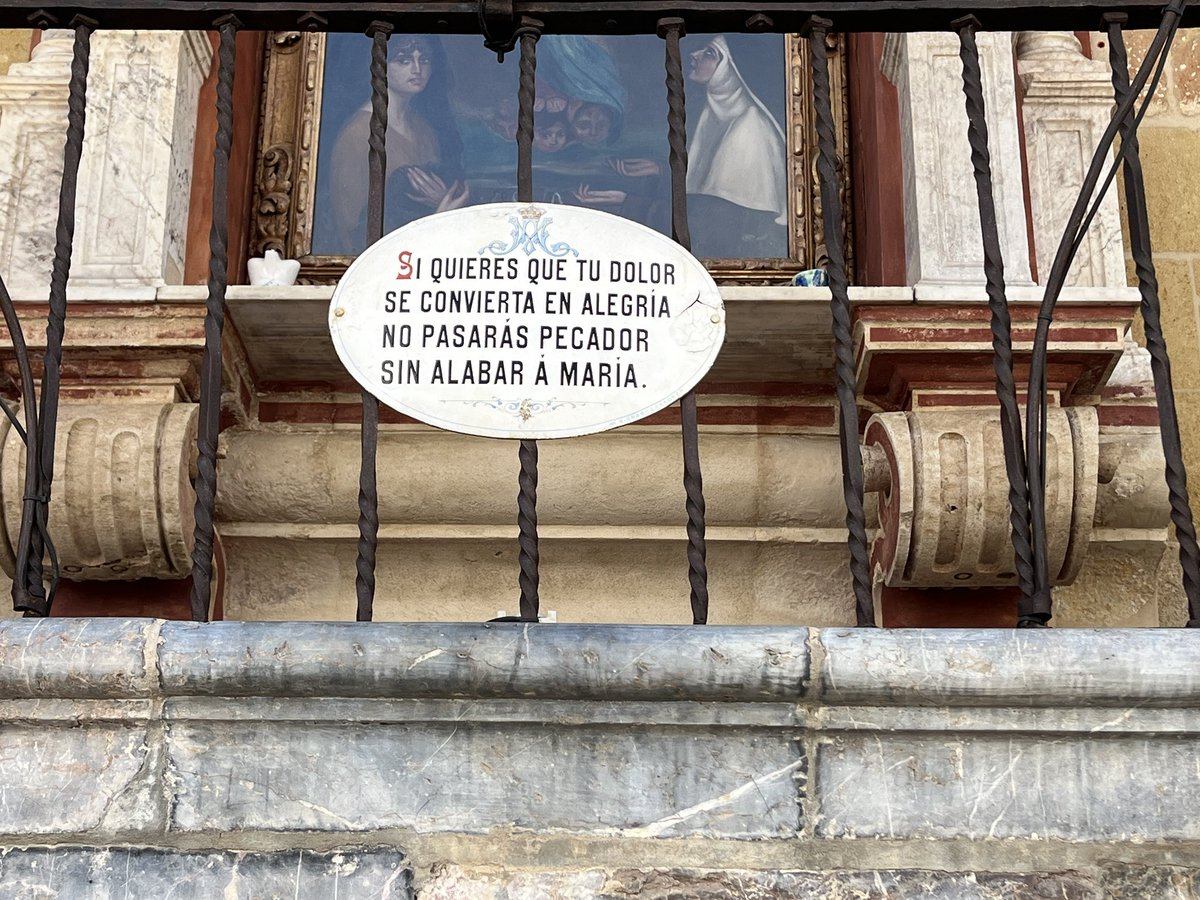 SI QUIERES QUE TU DOLOR
SE CONVIERTA EN ALEGRÍA
NO PASARÁS PECADOR
SIN ALABAR Á MARÍA.